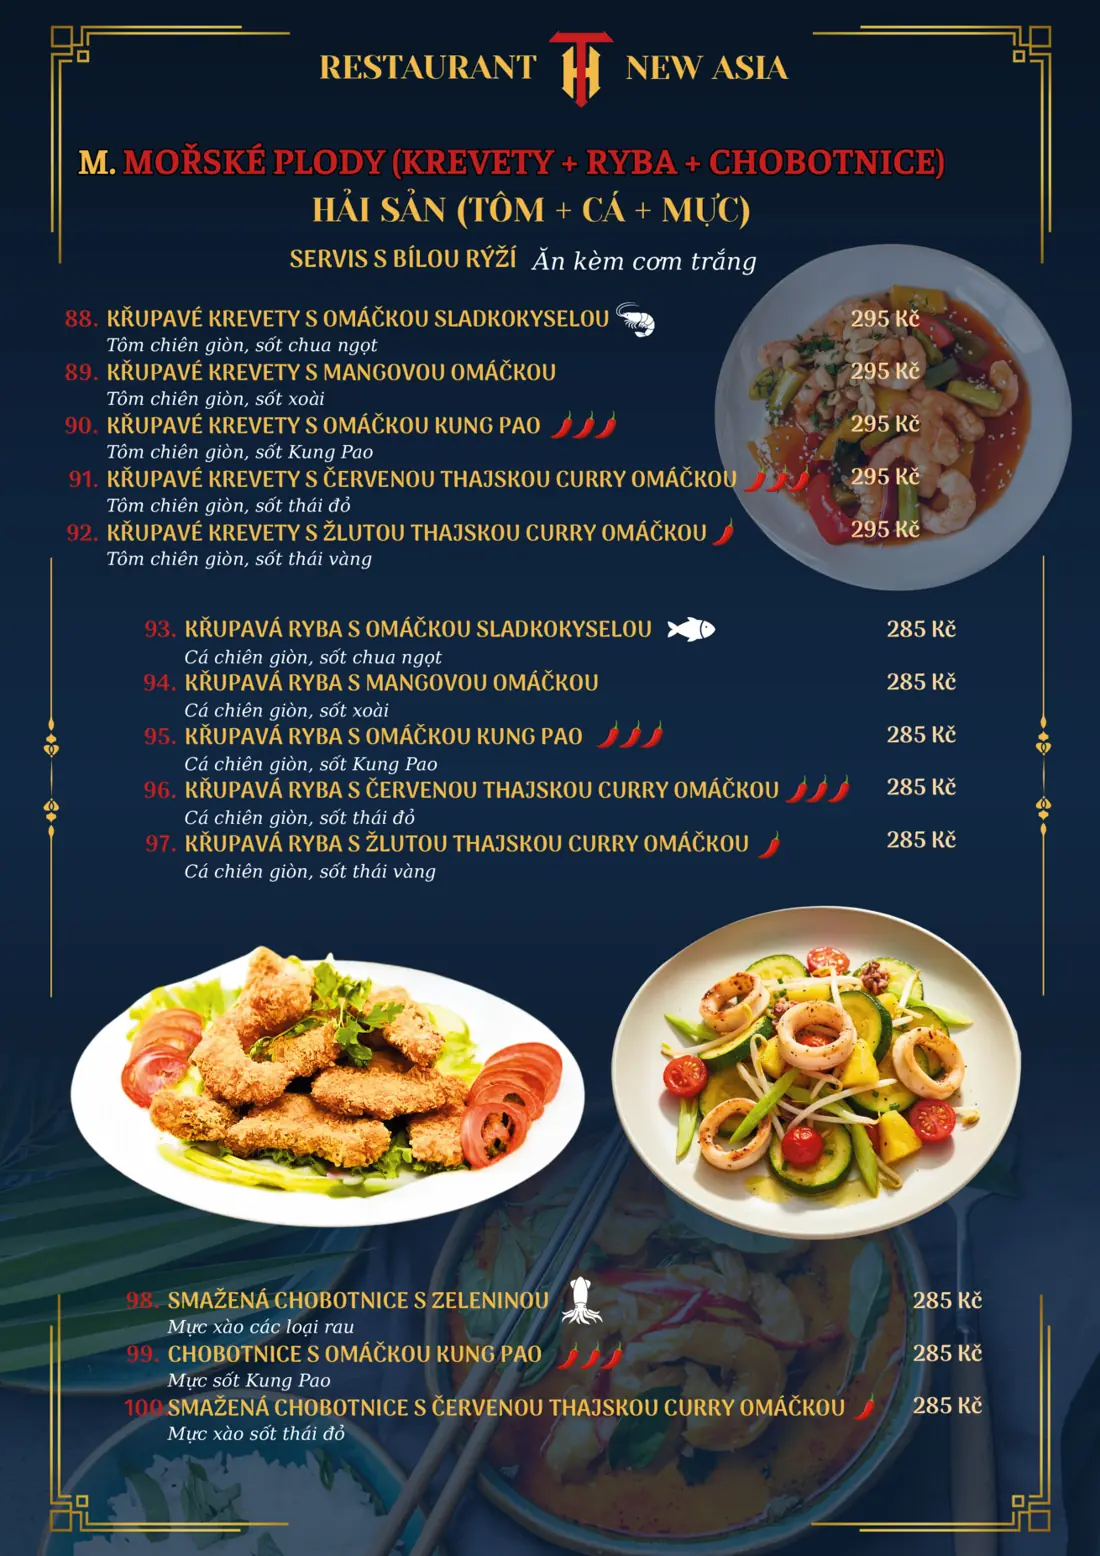 RESTAURANT TH NEW ASIA
M. MOŘSKÉ PLODY (KREVETY + RYBA + CHOBOTNICE)
HẢI SẢN (TÔM + CÁ + MỰC)
SERVIS S BÍLOU RÝŽÍ Ăn kèm cơm trắng
88. KŘUPAVÉ KREVETY S OMÁČKOU SLADKOKYSELOU 295 Kč
Tôm chiên giòn, sốt chua ngọt
89. KŘUPAVÉ KREVETY S MANGOVOU OMÁČKOU 295 Kč
Tôm chiên giòn, sốt xoài
90. KŘUPAVÉ KREVETY S OMÁČKOU KUNG PAO 295 Kč
Tôm chiên giòn, sốt Kung Pao
91. KŘUPAVÉ KREVETY S ČERVENOU THAJSKOU CURRY OMÁČKOU 295 Kč
Tôm chiên giòn, sốt thái đỏ
92. KŘUPAVÉ KREVETY S ŽLUTOU THAJSKOU CURRY OMÁČKOU 295 Kč
Tôm chiên giòn, sốt thái vàng
93. KŘUPAVÁ RYBA S OMÁČKOU SLADKOKYSELOU 285 Kč
Cá chiên giòn, sốt chua ngọt
94. KŘUPAVÁ RYBA S MANGOVOU OMÁČKOU 285 Kč
Cá chiên giòn, sốt xoài
95. KŘUPAVÁ RYBA S OMÁČKOU KUNG PAO 285 Kč
Cá chiên giòn, sốt Kung Pao
96. KŘUPAVÁ RYBA S ČERVENOU THAJSKOU CURRY OMÁČKOU 285 Kč
Cá chiên giòn, sốt thái đỏ
97. KŘUPAVÁ RYBA S ŽLUTOU THAJSKOU CURRY OMÁČKOU 285 Kč
Cá chiên giòn, sốt thái vàng
98. SMAŽENÁ CHOBOTNICE S ZELENINOU 285 Kč
Mực xào các loại rau
99. CHOBOTNICE S OMÁČKOU KUNG PAO 285 Kč
Mực sốt Kung Pao
100. SMAŽENÁ CHOBOTNICE S ČERVENOU THAJSKOU CURRY OMÁČKOU 285 Kč
Mực xào sốt thái đỏ